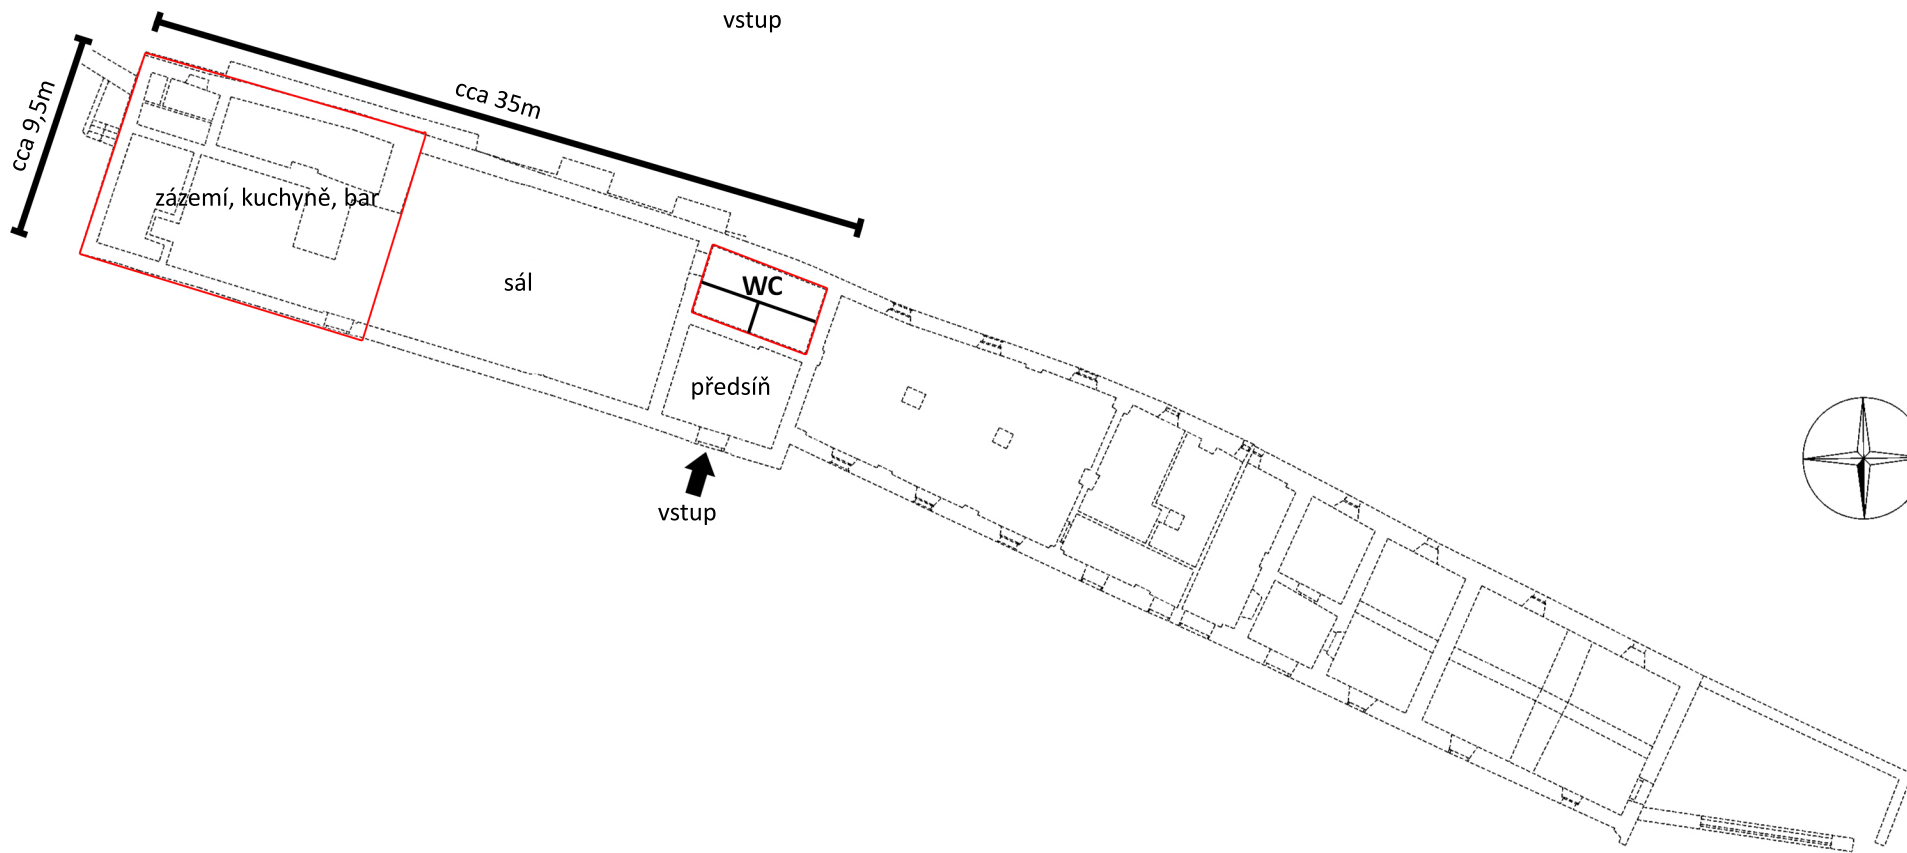 vstup
cca 35m
cca 9,5m
zázemí, kuchyně, bar
sál
WC
předsíň
vstup